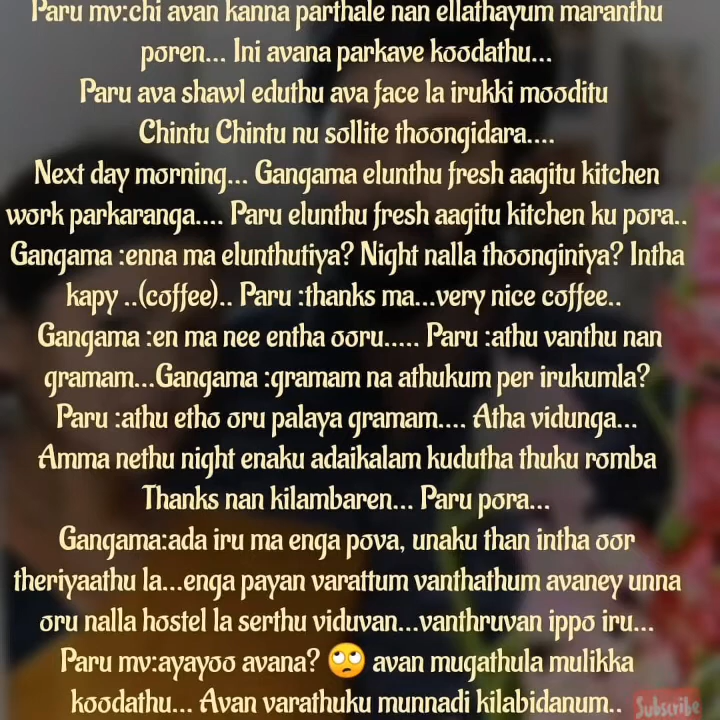 Paru mv:chi avan kanna parthale nan ellathayum maranthu
poren... Ini avana parkave koodathu...
Paru ava shawl eduthu ava face la irukki mooditu
Chintu Chintu nu sollite thoongidara....
Next day morning... Gangama elunthu fresh aagitu kitchen
work parkaranga.... Paru elunthu fresh aagitu kitchen ku pora..
Gangama :enna ma elunthutiya? Night nalla thoonginiya? Intha
kapy ..(coffee).. Paru :thanks ma...very nice coffee..
Gangama :en ma nee entha ooru..... Paru :athu vanthu nan
gramam...Gangama :gramam na athukum per irukumla?
Paru :athu etho oru palaya gramam.... Atha vidunga...
Amma nethu night enaku adaikalam kudutha thuku romba
Thanks nan kilambaren... Paru pora...
Gangama:ada iru ma enga pova, unaku than intha oor
theriyaathu la...enga payan varattum vanthathum avaney unna
oru nalla hostel la serthu viduvan...vanthruvan ippo iru...
Paru mv:ayayoo avana? 🙄 avan mugathula mulikka
koodathu... Avan varathuku munnadi kilabidanum..
Subscribe